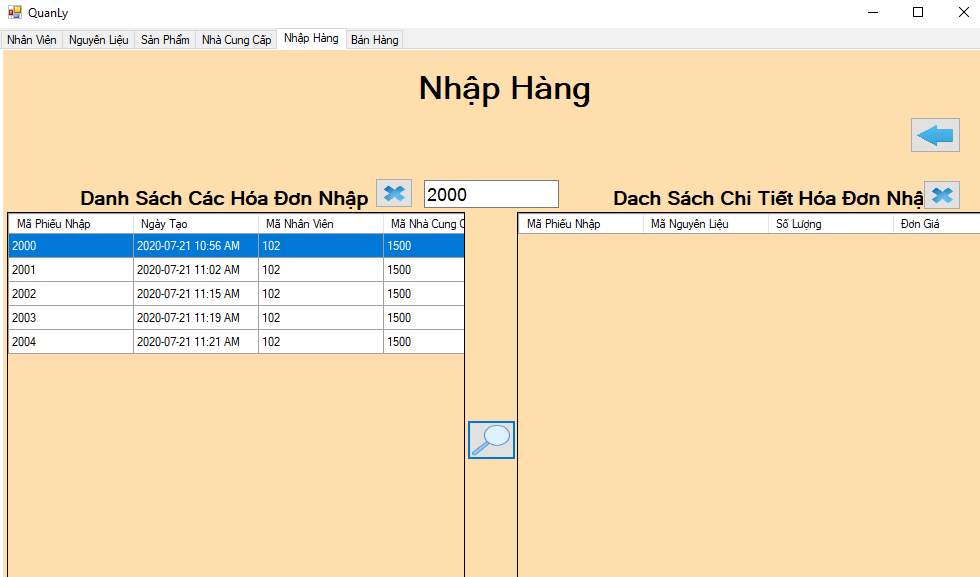 QuanLy
Nhân Viên Nguyên Liệu Sản Phẩm Nhà Cung Cấp Nhập Hàng Bán Hàng
Nhập Hàng
Danh Sách Các Hóa Đơn Nhập 2000 Dach Sách Chi Tiết Hóa Đơn Nhậ
Mã Phiếu Nhập Ngày Tạo Mã Nhân Viên Mã Nhà Cung C Mã Phiếu Nhập Mã Nguyên Liệu Số Lượng Đơn Giá
2000 2020-07-21 10:56 AM 102 1500
2001 2020-07-21 11:02 AM 102 1500
2002 2020-07-21 11:15 AM 102 1500
2003 2020-07-21 11:19 AM 102 1500
2004 2020-07-21 11:21 AM 102 1500